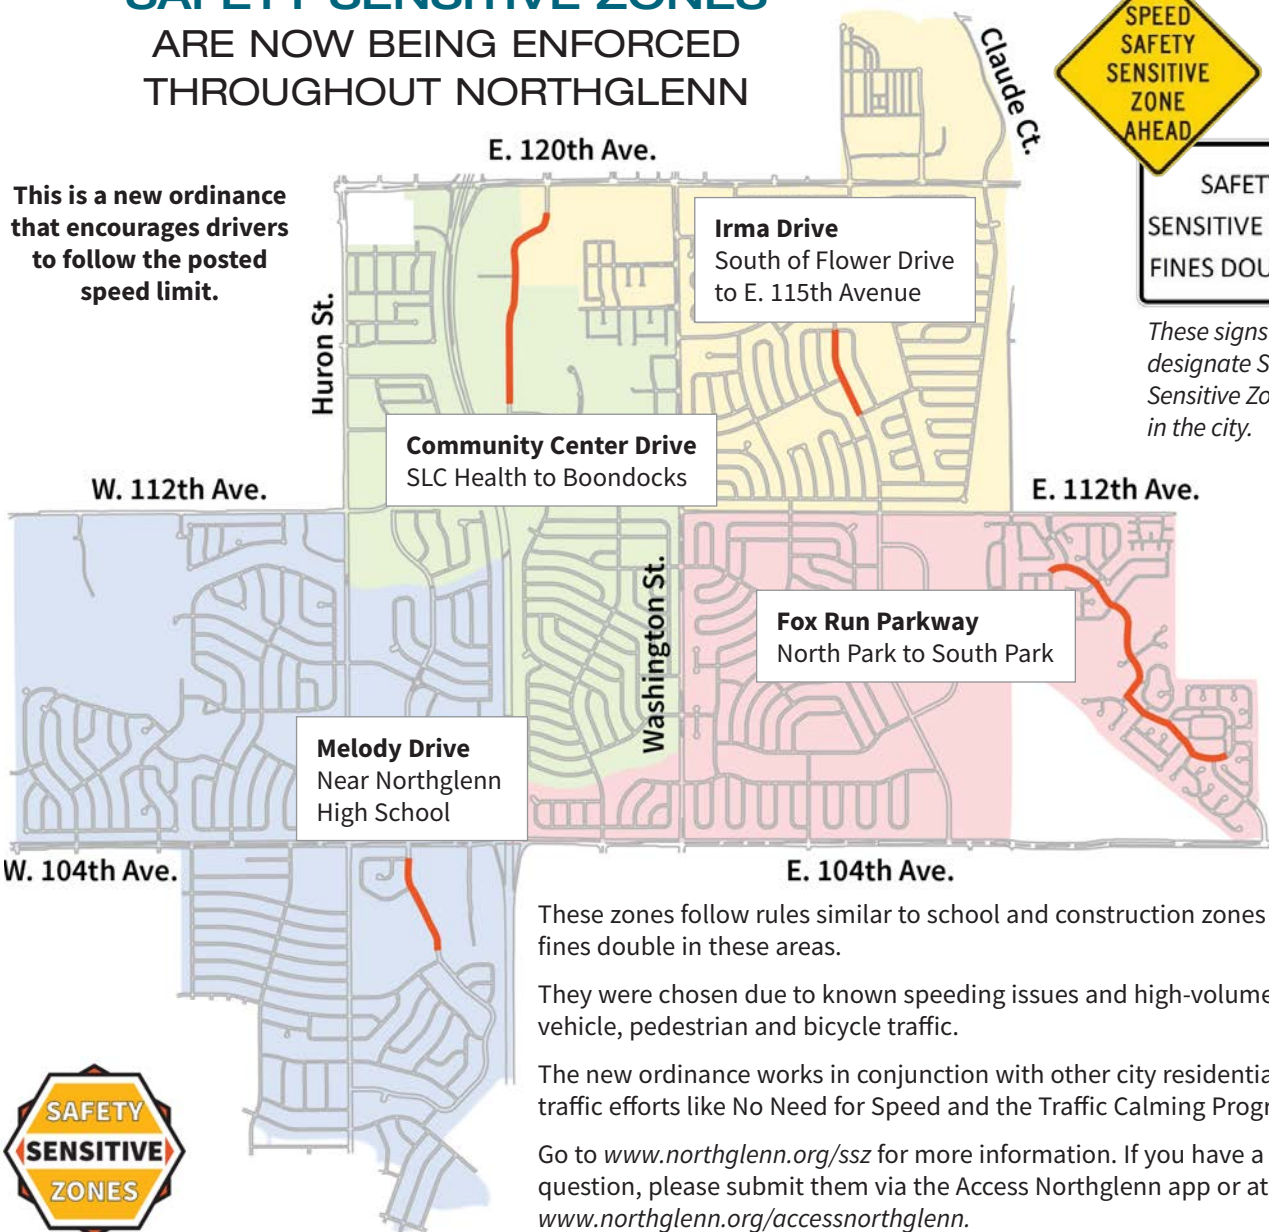 SAFETY SENSITIVE ZONES
ARE NOW BEING ENFORCED
THROUGHOUT NORTHGLENN
This is a new ordinance
that encourages drivers
to follow the posted
speed limit.
SPEED
SAFETY
SENSITIVE
ZONE
AHEAD
SENSITIVE
These signs
designate
Sensitive
in the city.
Claude Ct.
E. 120th Ave.
Huron St.
Irma Drive
South of Flower Drive
to E. 115th Avenue
Community Center Drive
SLC Health to Boondocks
W. 112th Ave.
E. 112th Ave.
Washington St.
Fox Run Parkway
North Park to South Park
Melody Drive
Near Northglenn
High School
W. 104th Ave.
E. 104th Ave.
These zones follow rules similar to school and construction zones
fines double in these areas.
They were chosen due to known speeding issues and high-volume
vehicle, pedestrian and bicycle traffic.
The new ordinance works in conjunction with other city
traffic efforts like No Need for Speed and the Traffic Calming
Go to www.northglenn.org/ssz for more information. If you have a
question, please submit them via the Access Northglenn app or at
www.northglenn.org/accessnorthglenn.
SAFETY
SENSITIVE
ZONES